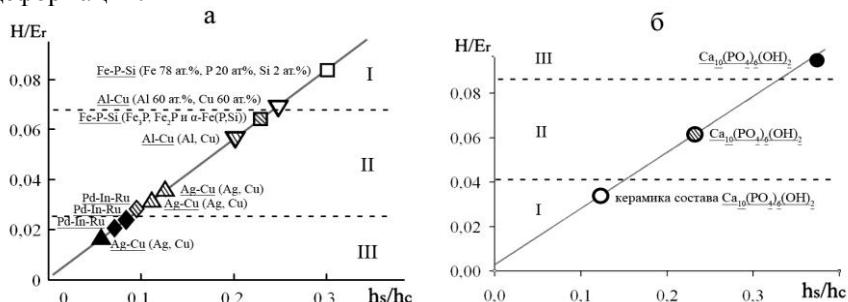 а
H/Er
0,08
0,06
0,04
0,02
0
Fe-P-Si (Fe 78 ат.%, P 20 ат%, Si 2 ат.%)
I
Al-Cu (Al 60 ат.%, Cu 60 ат.%)
Fe-P-Si (Fe3P, Fe2P и α-Fe(P,Si))
Al-Cu (Al, Cu)
II
Ag-Cu (Ag, Cu)
Pd-In-Ru
Ag-Cu (Ag, Cu)
Pd-In-Ru
Pd-In-Ru
Ag-Cu (Ag, Cu)
III
0 0.1 0.2 0.3 hs/hc
б
H/Er
0,08
0,06
0,04
0,02
0,00
III
Ca10(PO4)6(OH)2
II
Ca10(PO4)6(OH)2
I
керамика состава Ca10(PO4)6(OH)2
0.0 0.1 0.2 0.3 hs/hc